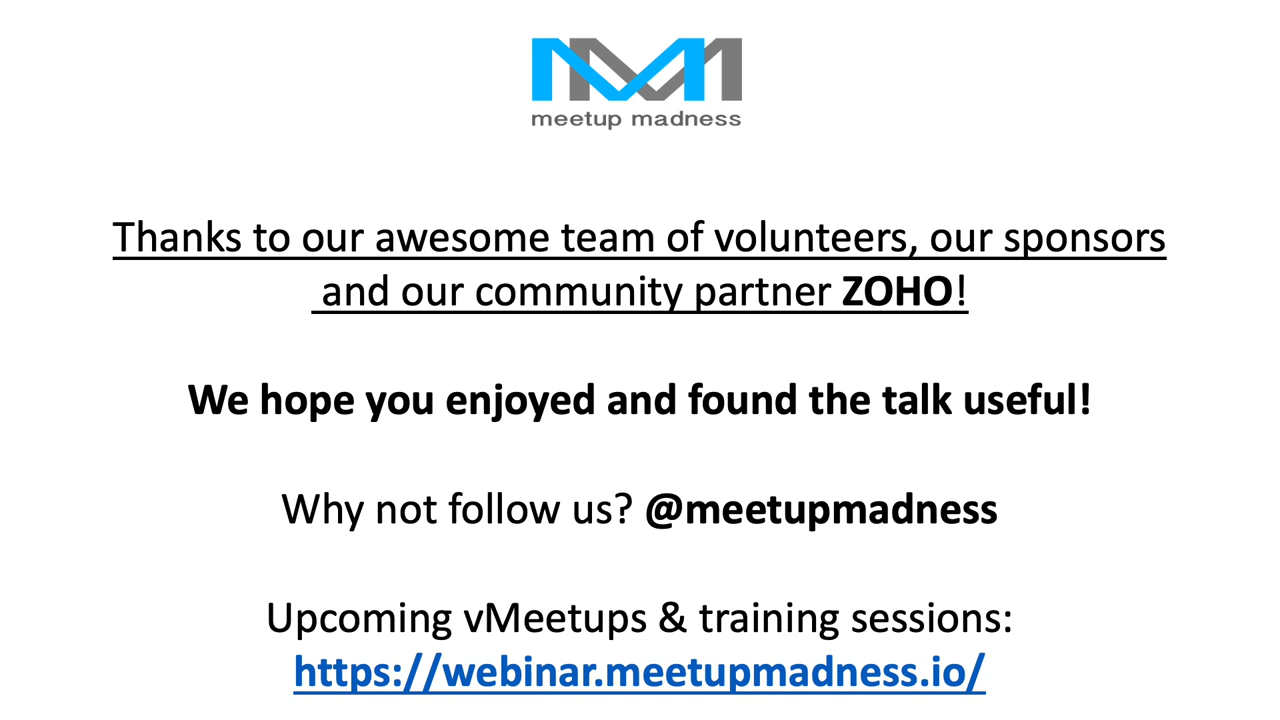 meetup madness
Thanks to our awesome team of volunteers, our sponsors
and our community partner ZOHO!
We hope you enjoyed and found the talk useful!
Why not follow us? @meetupmadness
Upcoming vMeetups & training sessions:
https://webinar.meetupmadness.io/